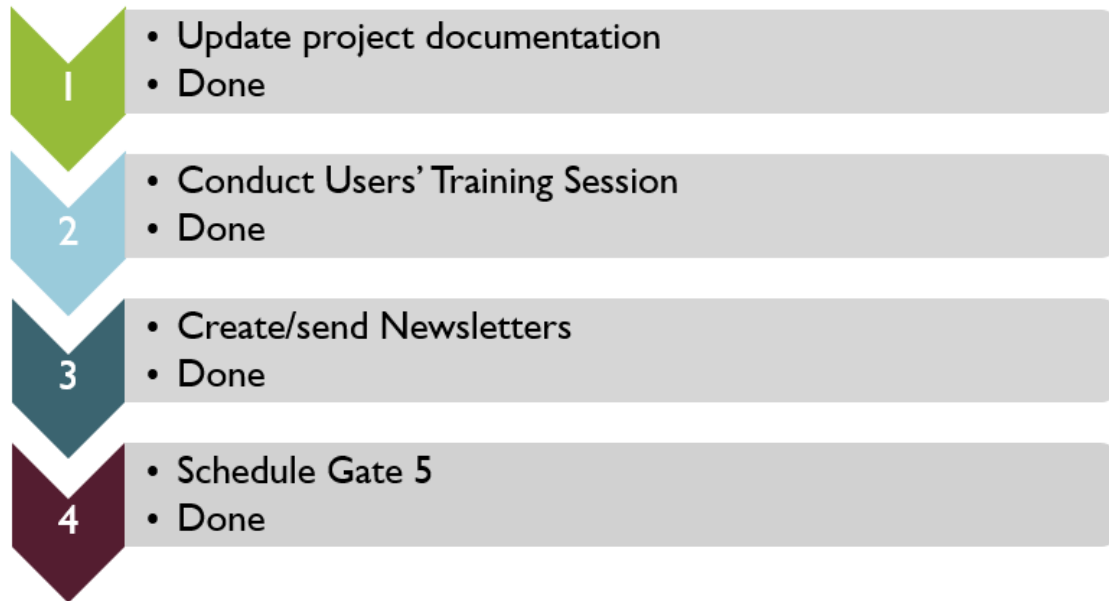 1
• Update project documentation
• Done
2
• Conduct Users’ Training Session
• Done
3
• Create/send Newsletters
• Done
4
• Schedule Gate 5
• Done